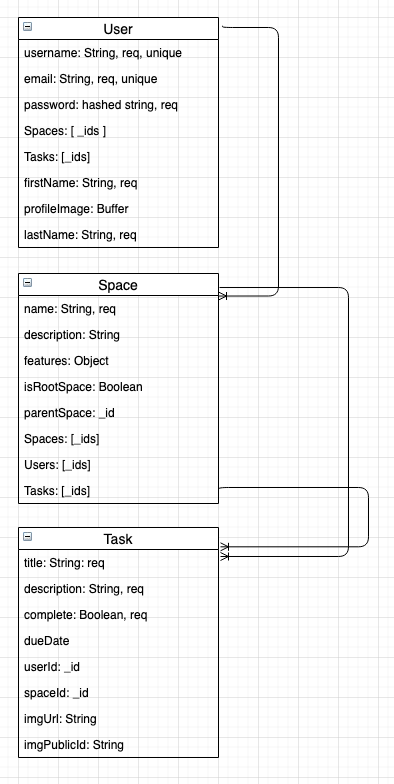 User
username: String, req, unique
email: String, req, unique
password: hashed string, req
Spaces: [ _ids ]
Tasks: [_ids]
firstName: String, req
profileImage: Buffer
lastName: String, req
Space
name: String, req
description: String
features: Object
isRootSpace: Boolean
parentSpace: _id
Spaces: [_ids]
Users: [_ids]
Tasks: [_ids]
Task
title: String: req
description: String, req
complete: Boolean, req
dueDate
userId: _id
spaceId: _id
imgUrl: String
imgPublicId: String